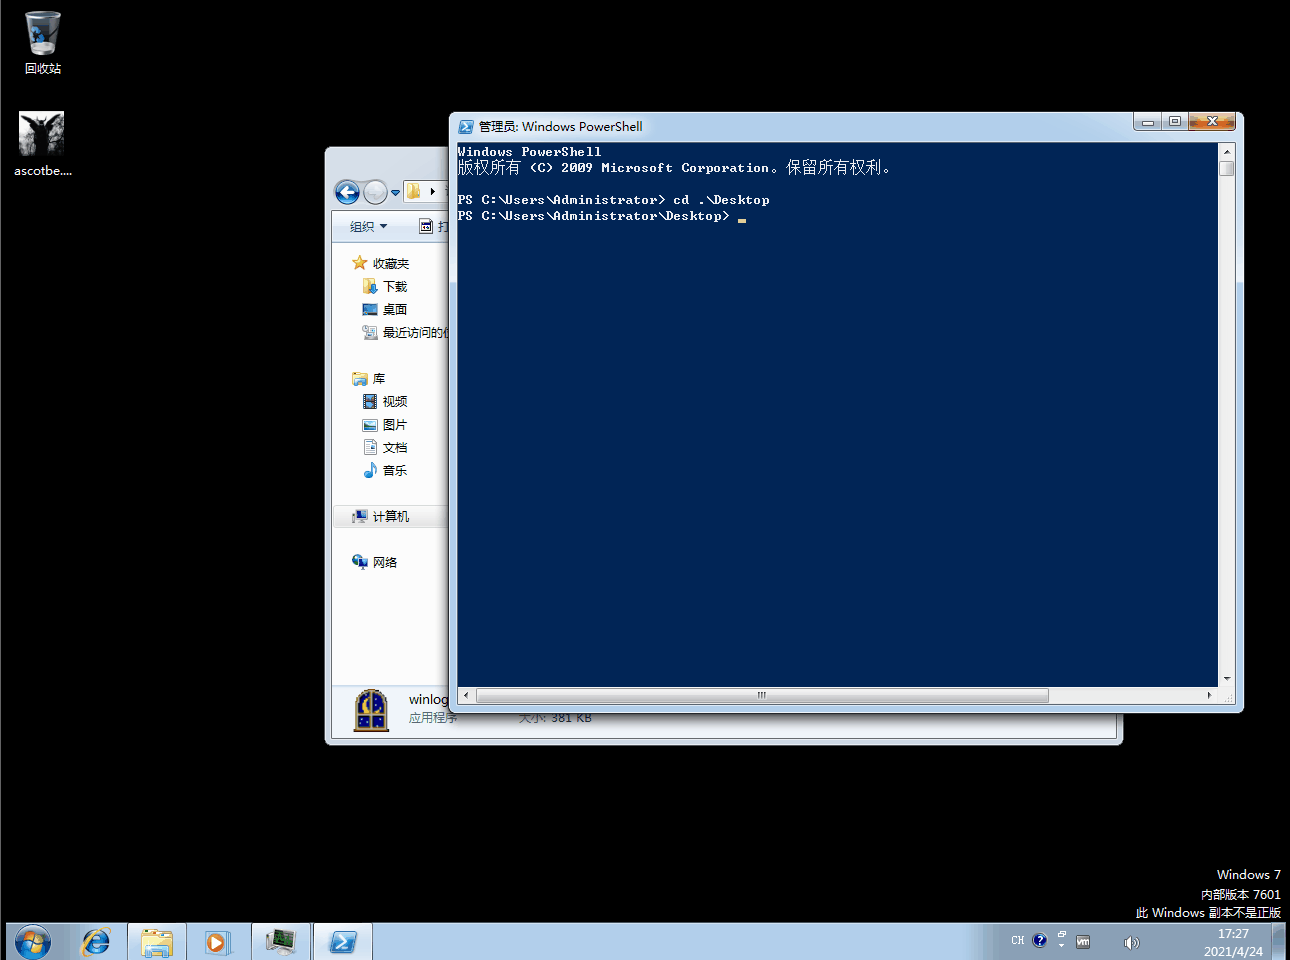 回收站
ascotbe....
管理员: Windows PowerShell
Windows PowerShell
版权所有 (C) 2009 Microsoft Corporation。保留所有权利。
PS C:\Users\Administrator> cd .\Desktop
PS C:\Users\Administrator\Desktop>
组织
打
收藏夹
下载
桌面
最近访问的
库
视频
图片
文档
音乐
计算机
网络
winlog
应用程序 大小: 381 KB
Windows 7
内部版本 7601
此 Windows 副本不是正版
CH
vm
17:27
2021/4/24